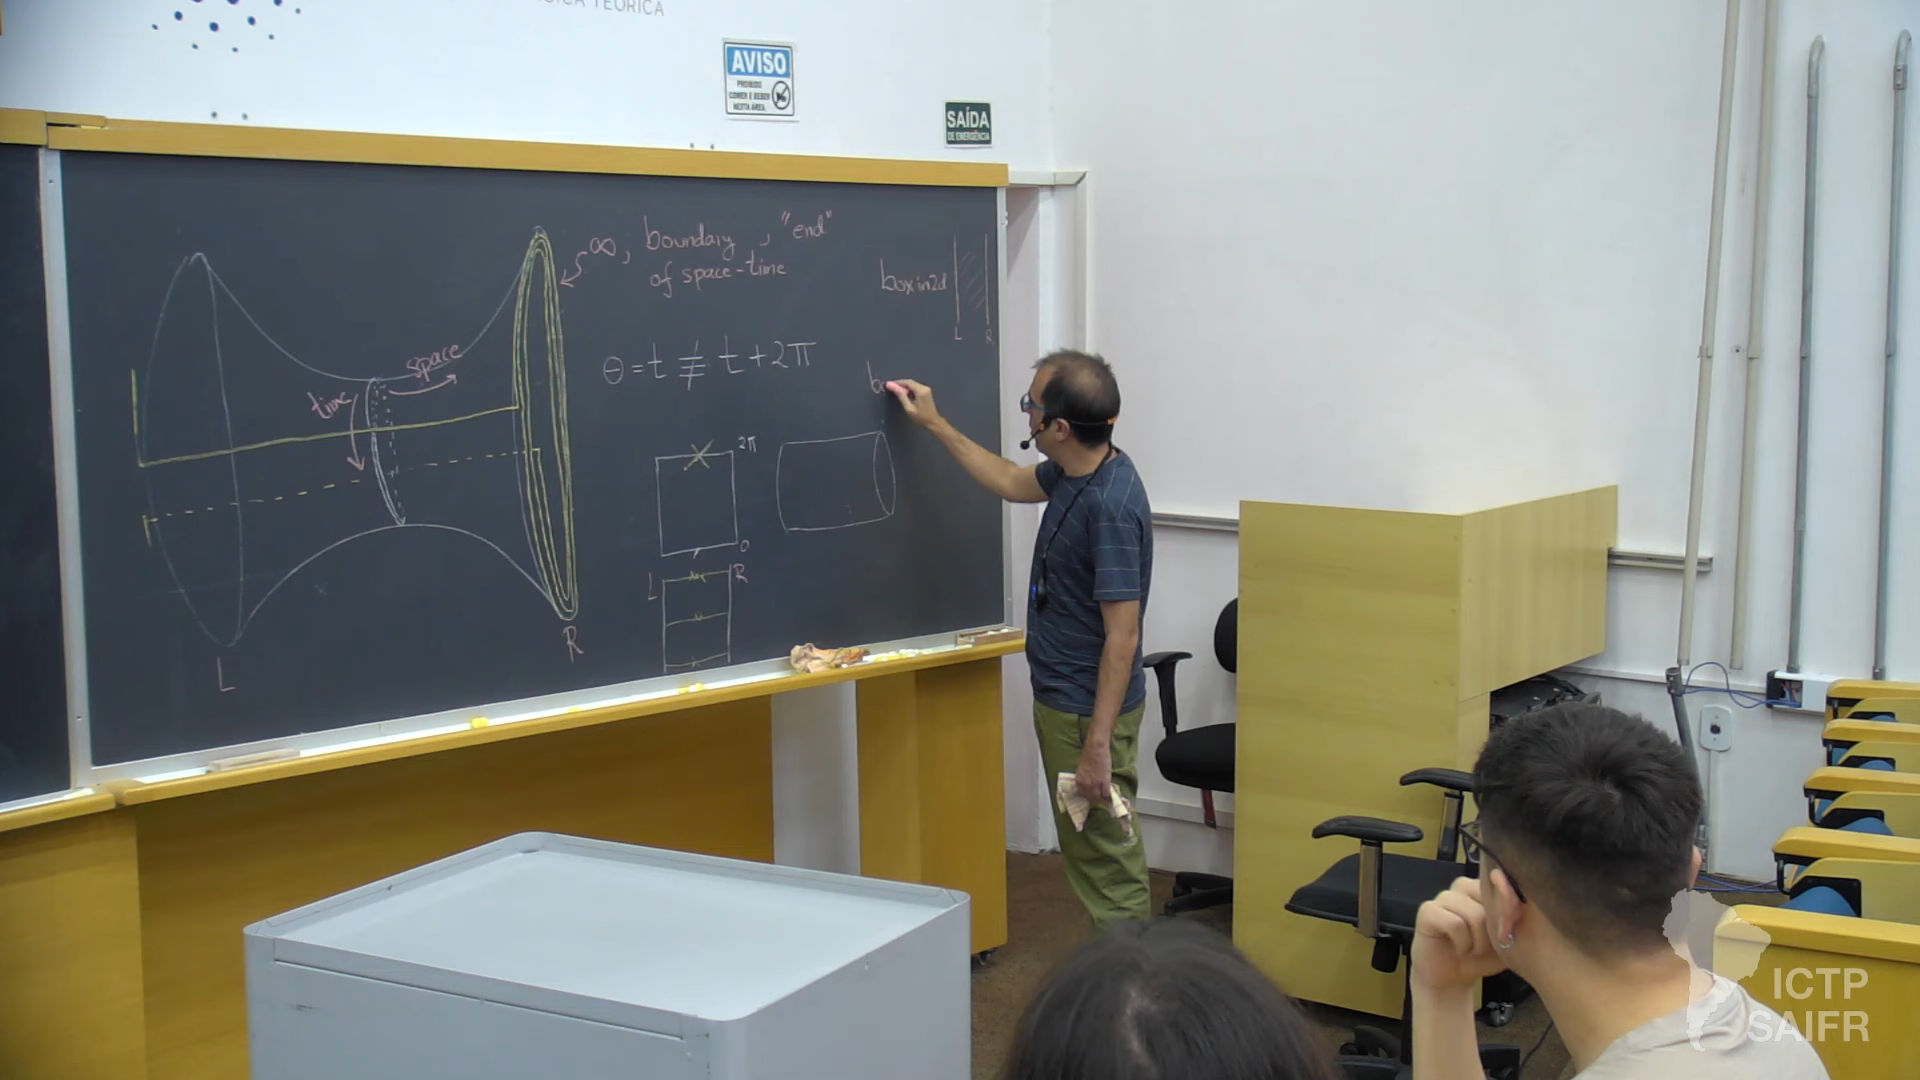 TEÓRICA
AVISO
PROIBIDO
COMER E BEBER
NESTA ÁREA.
SAÍDA
DE EMERGÊNCIA
∞, boundary, "end"
of space-time
box in 2d
L R
space
time
θ = t ≢ t + 2π
bo
2π
0
L R
L
R
ICTP
SAIFR